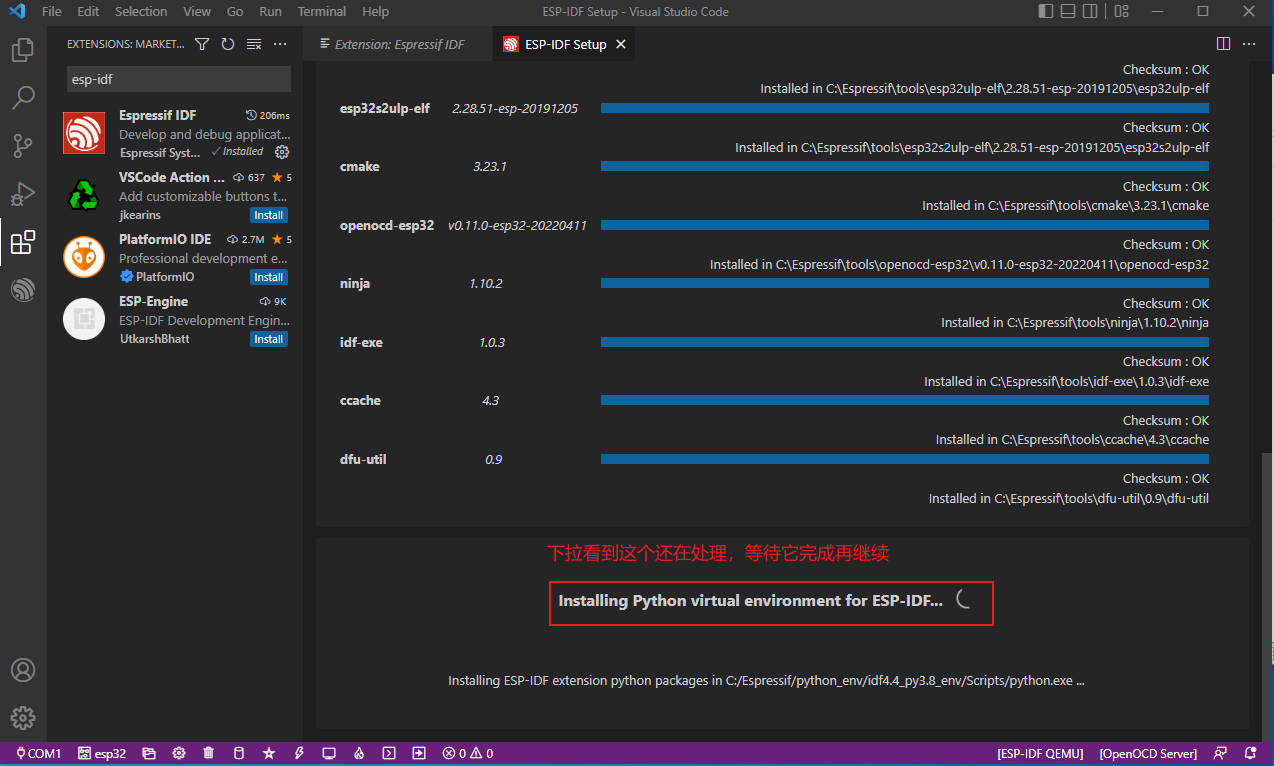 File Edit Selection View Go Run Terminal Help ESP-IDF Setup - Visual Studio Code
EXTENSIONS: MARKET...
Extension: Espressif IDF
ESP-IDF Setup
esp-idf
Espressif IDF 206ms
Develop and debug applicat...
Espressif Syst... Installed
VSCode Action ... 637 5
Add customizable buttons t...
jkearins Install
PlatformIO IDE 2.7M 5
Professional development e...
PlatformIO Install
ESP-Engine 9K
ESP-IDF Development Engin...
UtkarshBhatt Install
Checksum : OK
Installed in C:\Espressif\tools\esp32ulp-elf\2.28.51-esp-20191205\esp32ulp-elf
esp32s2ulp-elf 2.28.51-esp-20191205
Checksum : OK
Installed in C:\Espressif\tools\esp32s2ulp-elf\2.28.51-esp-20191205\esp32s2ulp-elf
cmake 3.23.1
Checksum : OK
Installed in C:\Espressif\tools\cmake\3.23.1\cmake
openocd-esp32 v0.11.0-esp32-20220411
Checksum : OK
Installed in C:\Espressif\tools\openocd-esp32\v0.11.0-esp32-20220411\openocd-esp32
ninja 1.10.2
Checksum : OK
Installed in C:\Espressif\tools\ninja\1.10.2\ninja
idf-exe 1.0.3
Checksum : OK
Installed in C:\Espressif\tools\idf-exe\1.0.3\idf-exe
ccache 4.3
Checksum : OK
Installed in C:\Espressif\tools\ccache\4.3\ccache
dfu-util 0.9
Checksum : OK
Installed in C:\Espressif\tools\dfu-util\0.9\dfu-util
下拉看到这个还在处理，等待它完成再继续
Installing Python virtual environment for ESP-IDF...
Installing ESP-IDF extension python packages in C:/Espressif/python_env/idf4.4_py3.8_env/Scripts/python.exe ...
COM1 esp32 0 0 [ESP-IDF QEMU] [OpenOCD Server]